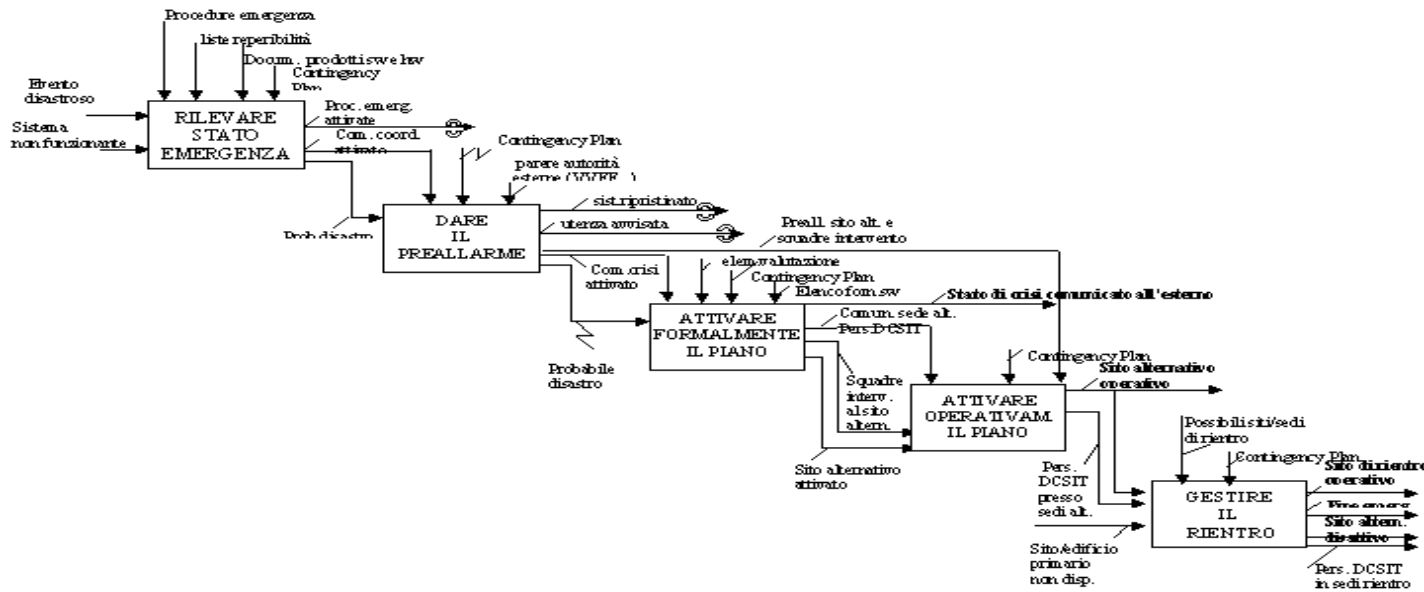 Procedure emergenza
liste reperibilità
Docum. prodotti sw e hw
Contingency
Plan
Evento
disastroso
Sistema
non funzionante
RILEVARE
STATO
EMERGENZA
Proc. emerg.
attivate
Com. coord.
attivato
Contingency Plan
parere autorità
esterne (VVFF...)
Prob. disastro
DARE
IL
PREALLARME
sist. ripristinato
utenza avvisata
Preall. sito alt. e
squadre intervento
Com. crisi
attivato
elem. valutazione
Contingency Plan
Elenco forn. sw
Probabile
disastro
ATTIVARE
FORMALMENTE
IL PIANO
Stato di crisi comunicato all'esterno
Comun. sede alt.
Pers. DCSIT
Squadre
interv.
al sito
altern.
Sito alternativo
attivato
Contingency Plan
ATTIVARE
OPERATIVAM.
IL PIANO
Sito alternativo
operativo
Pers.
DCSIT
presso
sedi alt.
Possibili siti/sedi
di rientro
Contingency Plan
Sito/edificio
primario
non disp.
GESTIRE
IL
RIENTRO
Sito di rientro
operativo
Fine emerg.
Sito altern.
disattivo
Pers. DCSIT
in sedi rientro